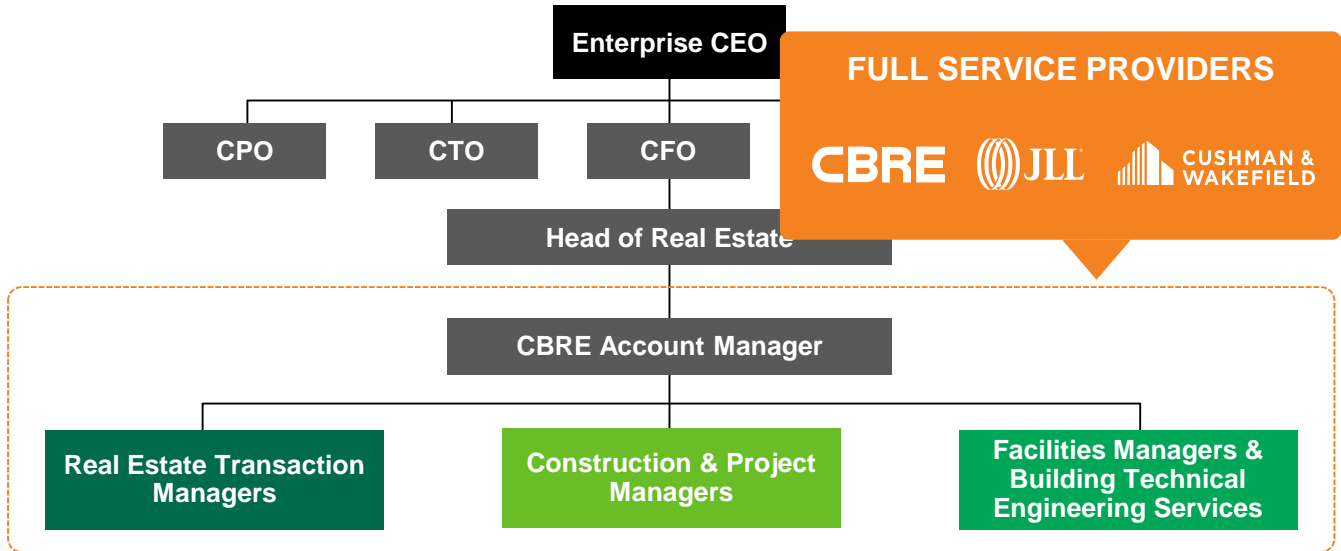 Enterprise CEO
FULL SERVICE PROVIDERS
CBRE
JLL
CUSHMAN &
WAKEFIELD
CPO
CTO
CFO
Head of Real Estate
CBRE Account Manager
Real Estate Transaction
Managers
Construction & Project
Managers
Facilities Managers &
Building Technical
Engineering Services